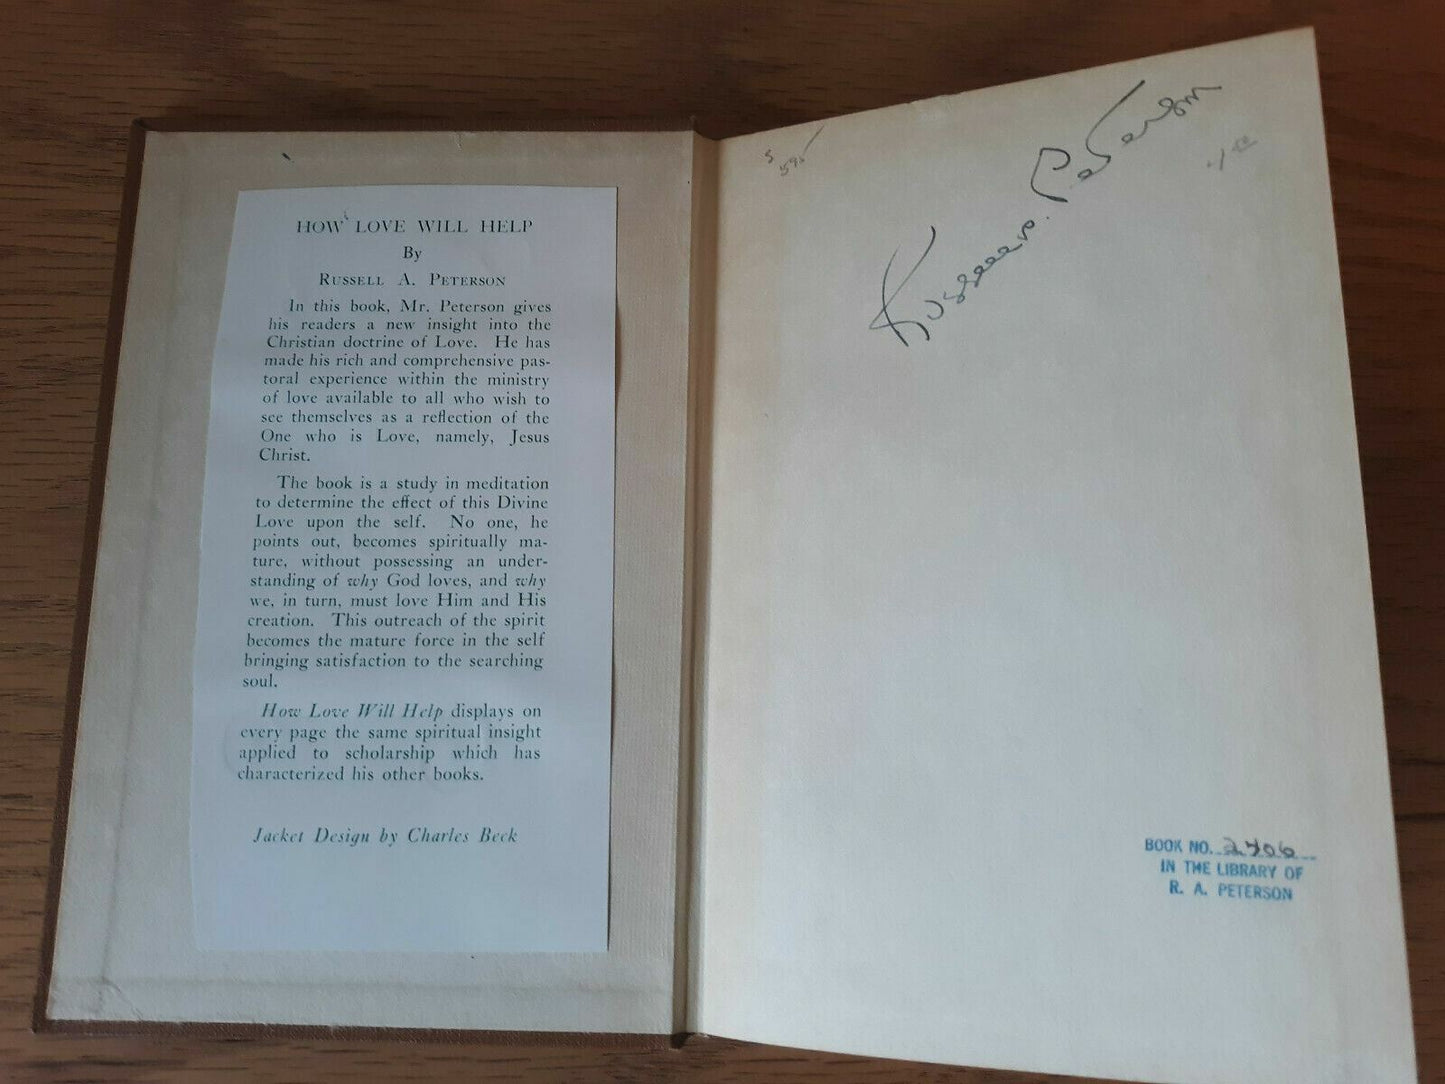 HOW LOVE WILL HELP
By
RUSSELL A. PETERSON
In this book, Mr. Peterson gives
his readers a new insight into the
Christian doctrine of Love. He has
made his rich and comprehensive pas-
toral experience within the ministry
of love available to all who wish to
see themselves as a reflection of the
One who is Love, namely, Jesus
Christ.
The book is a study in meditation
to determine the effect of this Divine
Love upon the self. No one, he
points out, becomes spiritually ma-
ture, without possessing an under-
standing of why God loves, and why
we, in turn, must love Him and His
creation. This outreach of the spirit
becomes the mature force in the self
bringing satisfaction to the searching
soul.
How Love Will Help displays on
every page the same spiritual insight
applied to scholarship which has
characterized his other books.
Jacket Design by Charles Beck
Russell A. Peterson
BOOK NO. 2706
IN THE LIBRARY OF
R. A. PETERSON